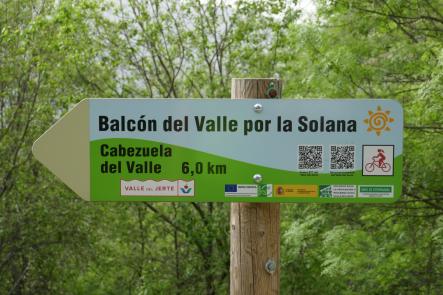 Balcón del Valle por la Solana
Cabezuela
del Valle 6,0 km
VALLE DEL JERTE